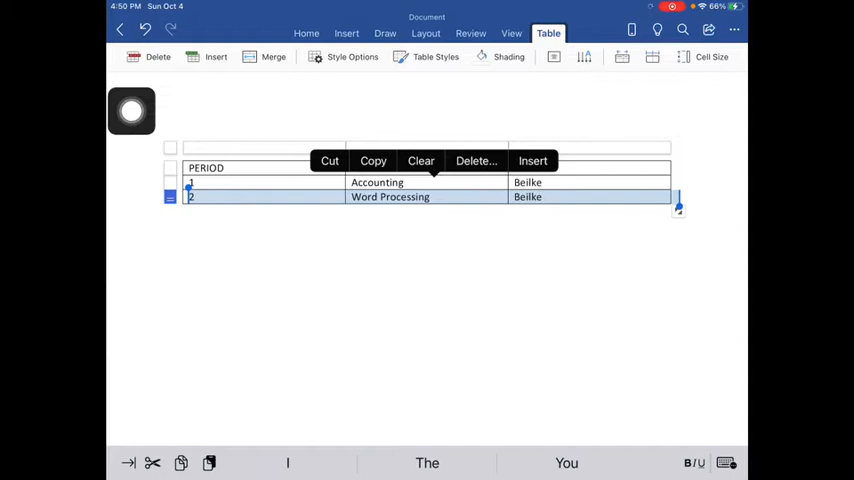 4:50 PM Sun Oct 4 66%
Document
Home Insert Draw Layout Review View Table
Delete Insert Merge Style Options Table Styles Shading Cell Size
Cut Copy Clear Delete... Insert
PERIOD
1 Accounting Beilke
2 Word Processing Beilke
I The You BIU